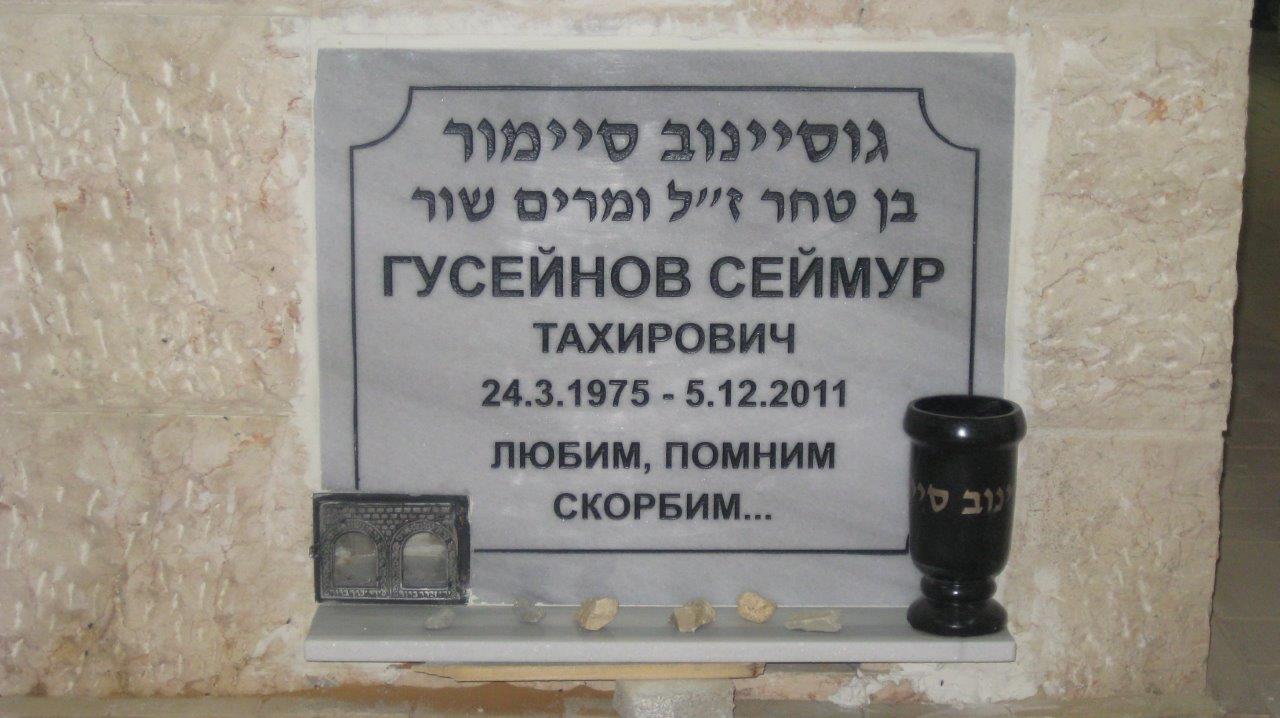 גוסיינוב סיימור
בן טחר ז״ל ומרים שור
ГУСЕЙНОВ СЕЙМУР
ТАХИРОВИЧ
24.3.1975 - 5.12.2011
ЛЮБИМ, ПОМНИМ
СКОРБИМ...